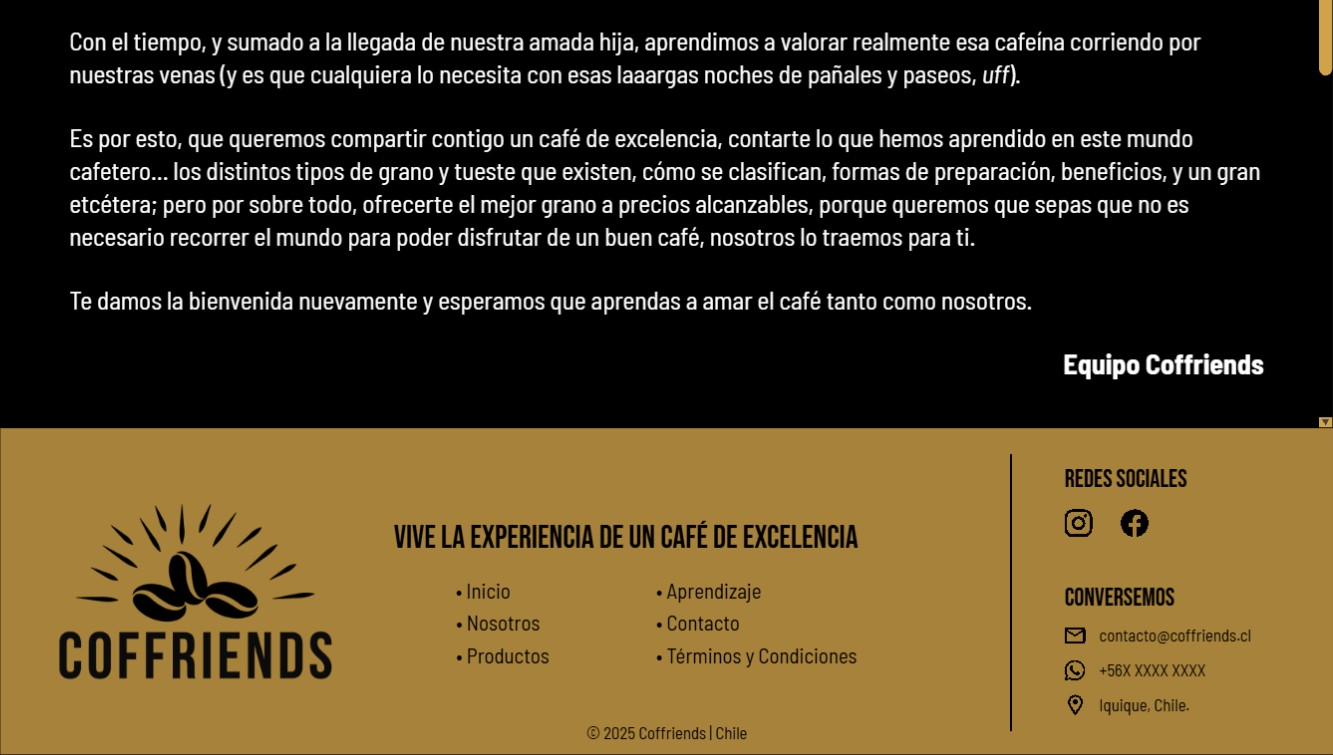 Con el tiempo, y sumado a la llegada de nuestra amada hija, aprendimos a valorar realmente esa cafeína corriendo por
nuestras venas (y es que cualquiera lo necesita con esas laaargas noches de pañales y paseos, uff).
Es por esto, que queremos compartir contigo un café de excelencia, contarte lo que hemos aprendido en este mundo
cafetero... los distintos tipos de grano y tueste que existen, cómo se clasifican, formas de preparación, beneficios, y un gran
etcétera; pero por sobre todo, ofrecerte el mejor grano a precios alcanzables, porque queremos que sepas que no es
necesario recorrer el mundo para poder disfrutar de un buen café, nosotros lo traemos para ti.
Te damos la bienvenida nuevamente y esperamos que aprendas a amar el café tanto como nosotros.
Equipo Coffriends
COFFRIENDS
VIVE LA EXPERIENCIA DE UN CAFÉ DE EXCELENCIA
• Inicio
• Nosotros
• Productos
• Aprendizaje
• Contacto
• Términos y Condiciones
REDES SOCIALES
CONVERSEMOS
contacto@coffriends.cl
+56X XXXX XXXX
Iquique, Chile.
© 2025 Coffriends | Chile